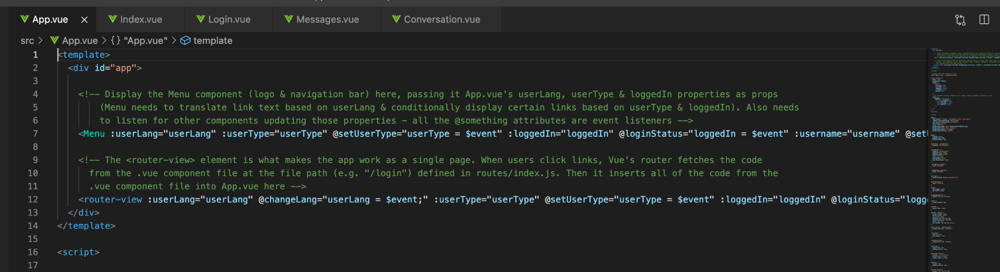 App.vue
Index.vue
Login.vue
Messages.vue
Conversation.vue
src > App.vue > {} "App.vue" > template
1 <template>
2 <div id="app">
3
4 <!-- Display the Menu component (logo & navigation bar) here, passing it App.vue's userLang, userType & loggedIn properties as props
5 (Menu needs to translate link text based on userLang & conditionally display certain links based on userType & loggedIn). Also needs
6 to listen for other components updating those properties - all the @something attributes are event listeners -->
7 <Menu :userLang="userLang" :userType="userType" @setUserType="userType = $event" :loggedIn="loggedIn" @loginStatus="loggedIn = $event" :username="username" @set
8
9 <!-- The <router-view> element is what makes the app work as a single page. When users click links, Vue's router fetches the code
10 from the .vue component file at the file path (e.g. "/login") defined in routes/index.js. Then it inserts all of the code from the
11 .vue component file into App.vue here -->
12 <router-view :userLang="userLang" @changeLang="userLang = $event;" :userType="userType" @setUserType="userType = $event" :loggedIn="loggedIn" @loginStatus="logg
13 </div>
14 </template>
15
16 <script>
17